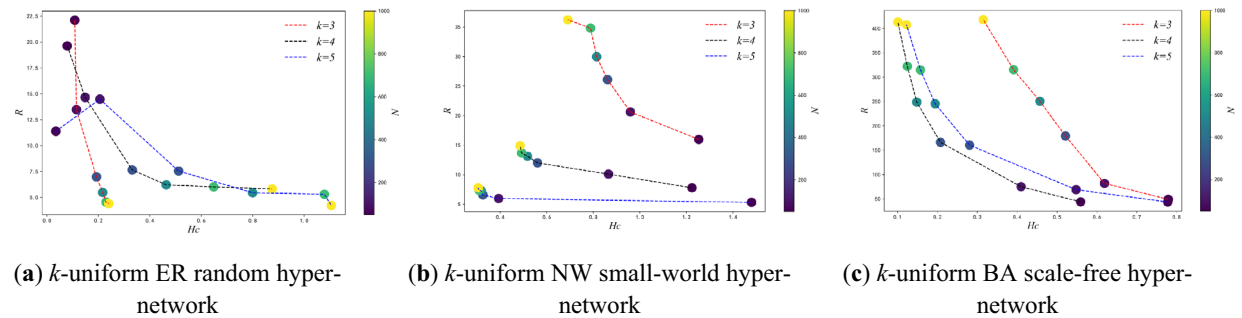 22.5
20.0
17.5
15.0
12.5
10.0
7.5
5.0
R
0.0 0.2 0.4 0.6 0.8 1.0
Hc
k=3
k=4
k=5
1000
800
600
400
200
N
35
30
25
20
15
10
5
R
0.4 0.6 0.8 1.0 1.2 1.4
Hc
k=3
k=4
k=5
1000
800
600
400
200
N
400
350
300
250
200
150
100
50
R
0.1 0.2 0.3 0.4 0.5 0.6 0.7 0.8
Hc
k=3
k=4
k=5
1000
800
600
400
200
N
(a) k-uniform ER random hyper-
network
(b) k-uniform NW small-world hyper-
network
(c) k-uniform BA scale-free hyper-
network